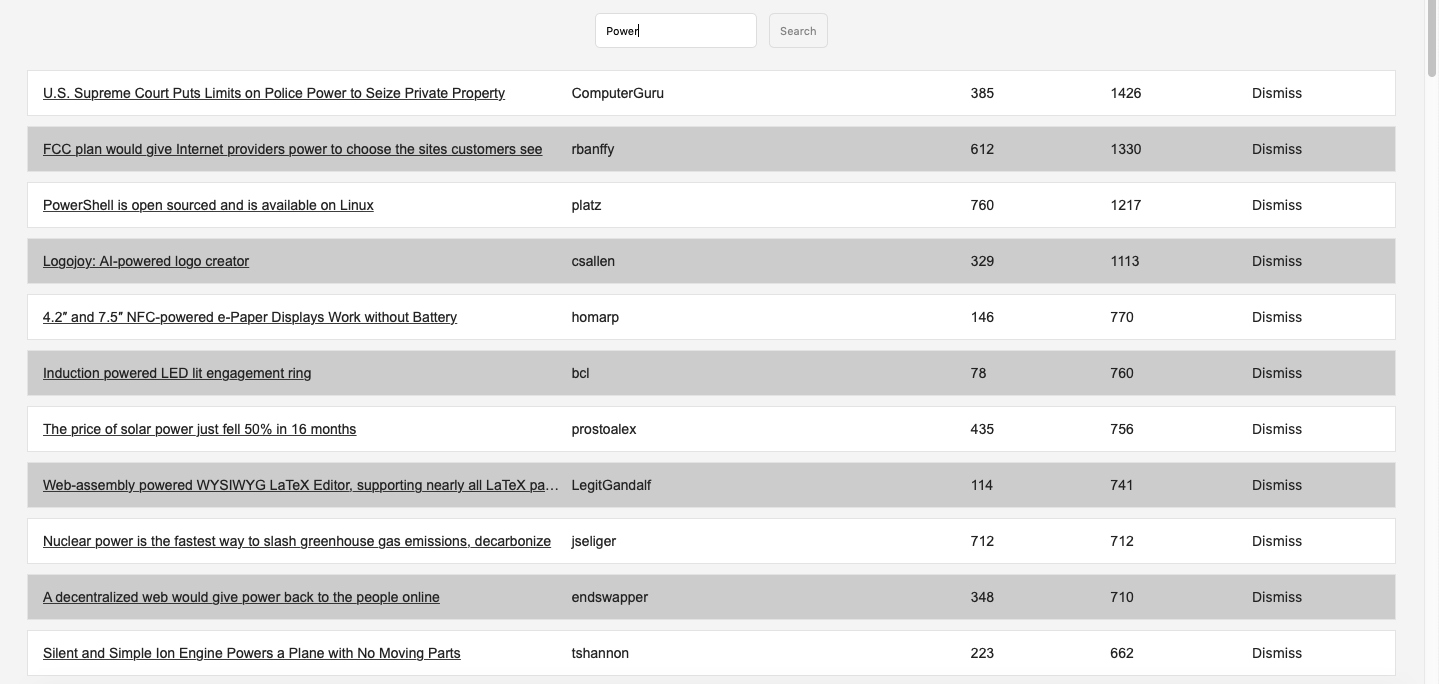 Power Search
U.S. Supreme Court Puts Limits on Police Power to Seize Private Property ComputerGuru 385 1426 Dismiss
FCC plan would give Internet providers power to choose the sites customers see rbanffy 612 1330 Dismiss
PowerShell is open sourced and is available on Linux platz 760 1217 Dismiss
Logojoy: AI-powered logo creator csallen 329 1113 Dismiss
4.2″ and 7.5″ NFC-powered e-Paper Displays Work without Battery homarp 146 770 Dismiss
Induction powered LED lit engagement ring bcl 78 760 Dismiss
The price of solar power just fell 50% in 16 months prostoalex 435 756 Dismiss
Web-assembly powered WYSIWYG LaTeX Editor, supporting nearly all LaTeX pa… LegitGandalf 114 741 Dismiss
Nuclear power is the fastest way to slash greenhouse gas emissions, decarbonize jseliger 712 712 Dismiss
A decentralized web would give power back to the people online endswapper 348 710 Dismiss
Silent and Simple Ion Engine Powers a Plane with No Moving Parts tshannon 223 662 Dismiss